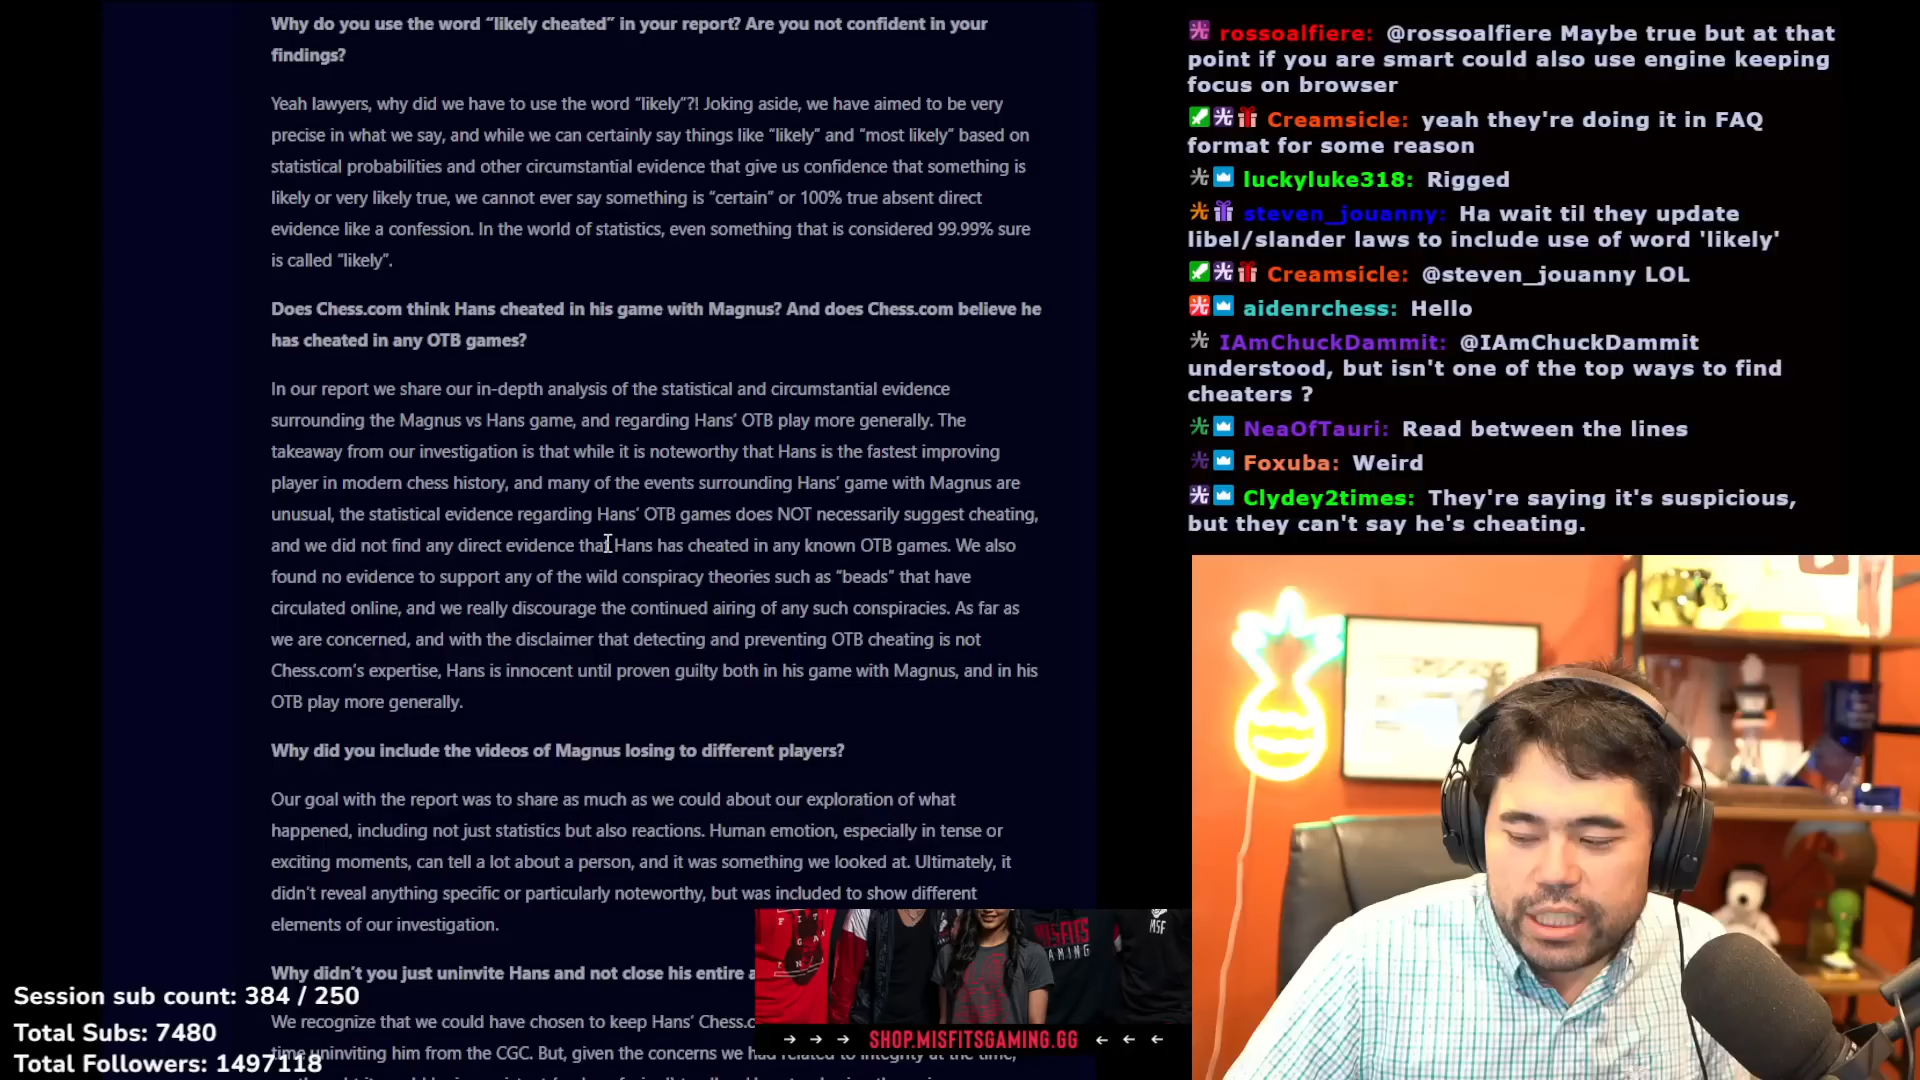 Why do you use the word “likely cheated” in your report? Are you not confident in your
findings?
Yeah lawyers, why did we have to use the word “likely”?! Joking aside, we have aimed to be very
precise in what we say, and while we can certainly say things like “likely” and “most likely” based on
statistical probabilities and other circumstantial evidence that give us confidence that something is
likely or very likely true, we cannot ever say something is “certain” or 100% true absent direct
evidence like a confession. In the world of statistics, even something that is considered 99.99% sure
is called “likely”.
Does Chess.com think Hans cheated in his game with Magnus? And does Chess.com believe he
has cheated in any OTB games?
In our report we share our in-depth analysis of the statistical and circumstantial evidence
surrounding the Magnus vs Hans game, and regarding Hans’ OTB play more generally. The
takeaway from our investigation is that while it is noteworthy that Hans is the fastest improving
player in modern chess history, and many of the events surrounding Hans’ game with Magnus are
unusual, the statistical evidence regarding Hans’ OTB games does NOT necessarily suggest cheating,
and we did not find any direct evidence that Hans has cheated in any known OTB games. We also
found no evidence to support any of the wild conspiracy theories such as “beads” that have
circulated online, and we really discourage the continued airing of any such conspiracies. As far as
we are concerned, and with the disclaimer that detecting and preventing OTB cheating is not
Chess.com’s expertise, Hans is innocent until proven guilty both in his game with Magnus, and in his
OTB play more generally.
Why did you include the videos of Magnus losing to different players?
Our goal with the report was to share as much as we could about our exploration of what
happened, including not just statistics but also reactions. Human emotion, especially in tense or
exciting moments, can tell a lot about a person, and it was something we looked at. Ultimately, it
didn’t reveal anything specific or particularly noteworthy, but was included to show different
elements of our investigation.
Why didn’t you just uninvite Hans and not close his entire
We recognize that we could have chosen to keep Hans’ Chess.c
time uninviting him from the CGC. But, given the concerns we had related to integrity at the time,
Session sub count: 384 / 250
Total Subs: 7480
Total Followers: 1497118
MISFITS
GAMING
MSF
→ → → SHOP.MISFITSGAMING.GG ← ← ←
rossoalfiere: @rossoalfiere Maybe true but at that
point if you are smart could also use engine keeping
focus on browser
Creamsicle: yeah they're doing it in FAQ
format for some reason
luckyluke318: Rigged
steven_jouanny: Ha wait til they update
libel/slander laws to include use of word 'likely'
Creamsicle: @steven_jouanny LOL
aidenrchess: Hello
IAmChuckDammit: @IAmChuckDammit
understood, but isn't one of the top ways to find
cheaters ?
NeaOfTauri: Read between the lines
Foxuba: Weird
Clydey2times: They're saying it's suspicious,
but they can't say he's cheating.